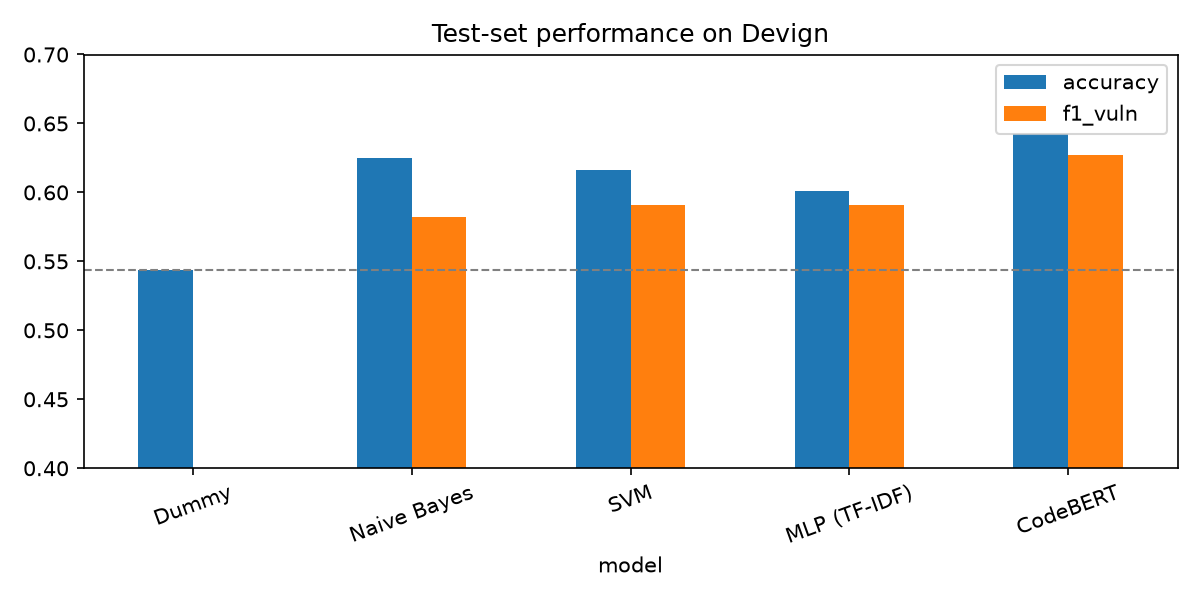 Test-set performance on Devign
0.70
0.65
0.60
0.55
0.50
0.45
0.40
accuracy
f1_vuln
Dummy
Naive Bayes
SVM
MLP (TF-IDF)
CodeBERT
model